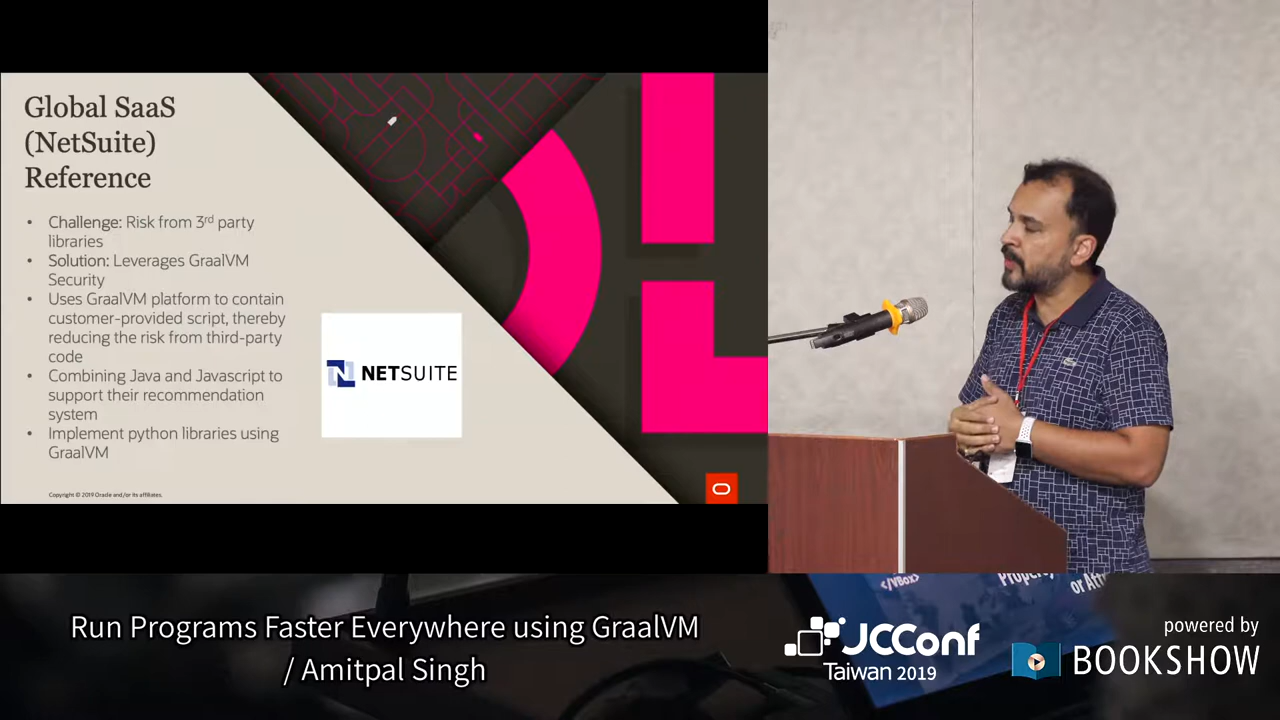 Global SaaS
(NetSuite)
Reference
• Challenge: Risk from 3rd party
libraries
• Solution: Leverages GraalVM
Security
• Uses GraalVM platform to contain
customer-provided script, thereby
reducing the risk from third-party
code
• Combining Java and Javascript to
support their recommendation
system
• Implement python libraries using
GraalVM
N NETSUITE
Copyright © 2019 Oracle and/or its affiliates.
</VBox>
Run Programs Faster Everywhere using GraalVM
/ Amitpal Singh
JCConf
Taiwan 2019
powered by
BOOKSHOW